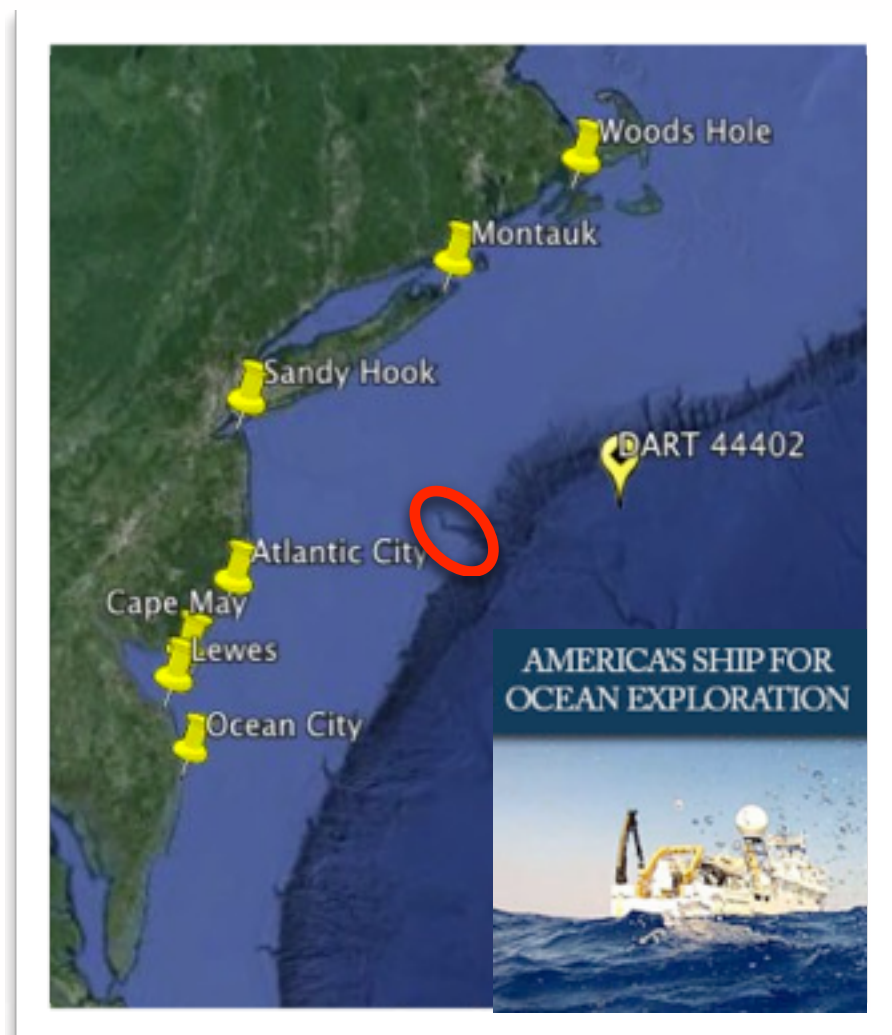 Woods Hole
Montauk
Sandy Hook
DART 44402
Atlantic City
Cape May
Lewes
Ocean City
AMERICA'S SHIP FOR
OCEAN EXPLORATION